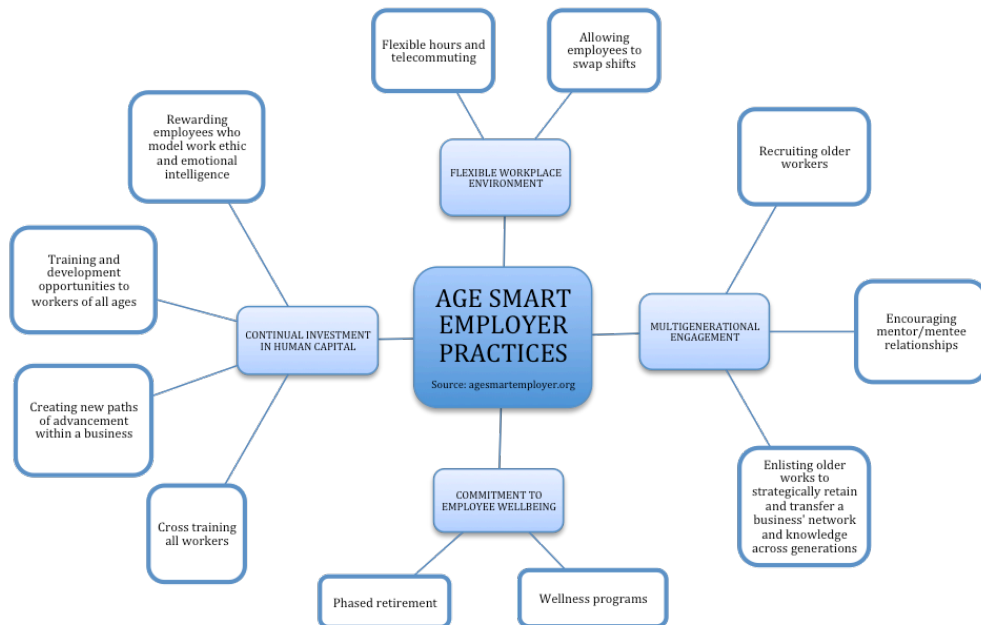 Flexible hours and
telecommuting
Allowing
employees to
swap shifts
Rewarding
employees who
model work ethic
and emotional
intelligence
FLEXIBLE WORKPLACE
ENVIRONMENT
Recruiting older
workers
Training and
development
opportunities to
workers of all ages
CONTINUAL INVESTMENT
IN HUMAN CAPITAL
AGE SMART
EMPLOYER
PRACTICES
Source: agesmartemployer.org
MULTIGENERATIONAL
ENGAGEMENT
Encouraging
mentor/mentee
relationships
Creating new paths
of advancement
within a business
Cross training
all workers
COMMITMENT TO
EMPLOYEE WELLBEING
Enlisting older
works to
strategically retain
and transfer a
business' network
and knowledge
across generations
Phased retirement
Wellness programs